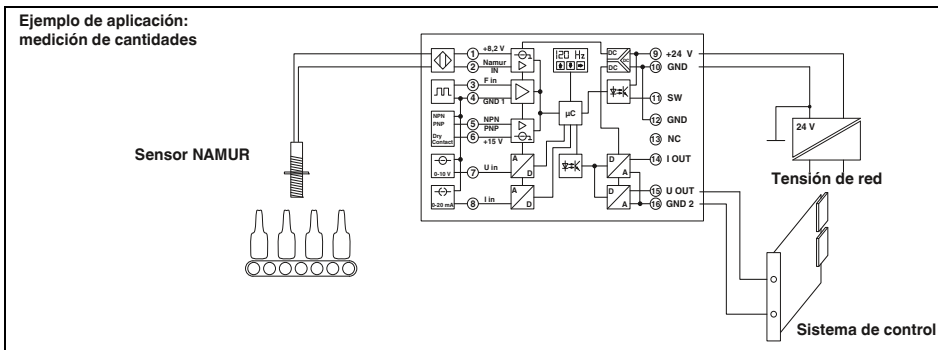 Ejemplo de aplicación:
medición de cantidades
Sensor NAMUR
1 +8,2 V
2 Namur
IN
3 F in
4 GND 1
NPN
PNP
Dry
Contact
5 NPN
PNP
6 +15 V
0-10 V
7 U in
0-20 mA
8 I in
A
D
A
D
120 Hz
µC
DC
DC
DC
D
A
D
A
9 +24 V
10 GND
11 SW
12 GND
13 NC
14 I OUT
15 U OUT
16 GND 2
24 V
Tensión de red
Sistema de control